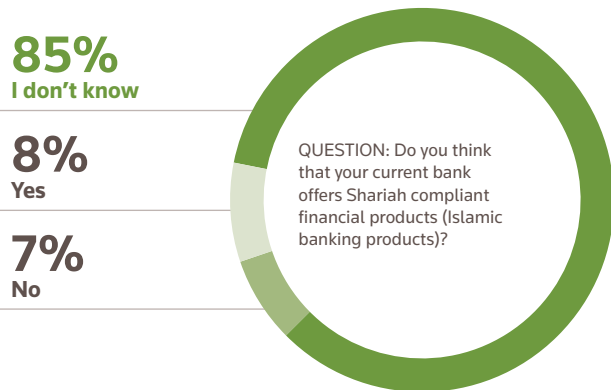 85%
I don’t know
8%
Yes
7%
No
QUESTION: Do you think
that your current bank
offers Shariah compliant
financial products (Islamic
banking products)?